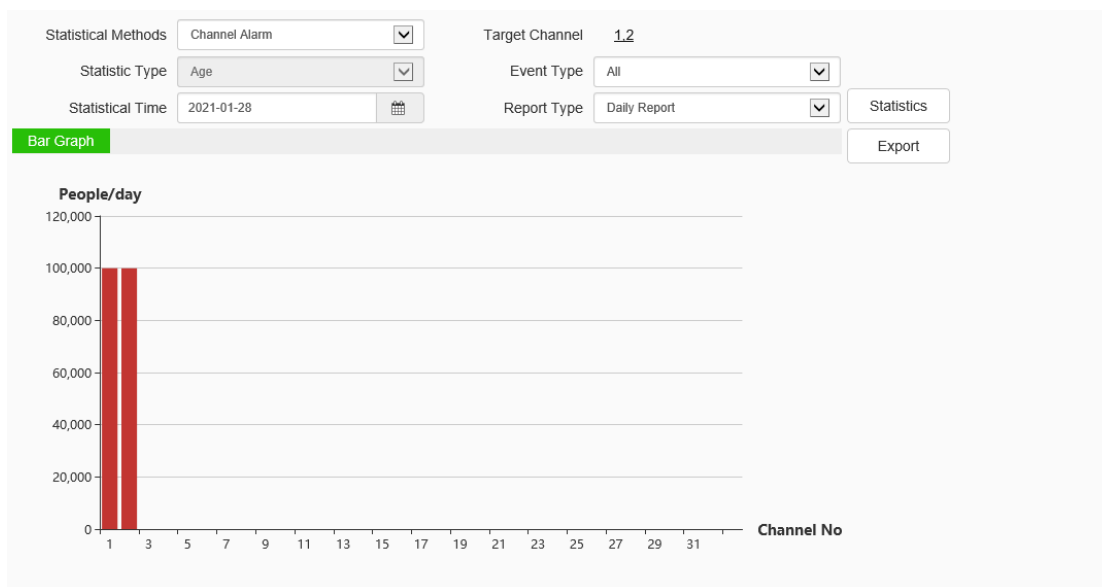 Statistical Methods Channel Alarm Target Channel 1,2
Statistic Type Age Event Type All
Statistical Time 2021-01-28 Report Type Daily Report Statistics
Bar Graph Export
People/day
120,000
100,000
80,000
60,000
40,000
20,000
0
Channel No
1 3 5 7 9 11 13 15 17 19 21 23 25 27 29 31